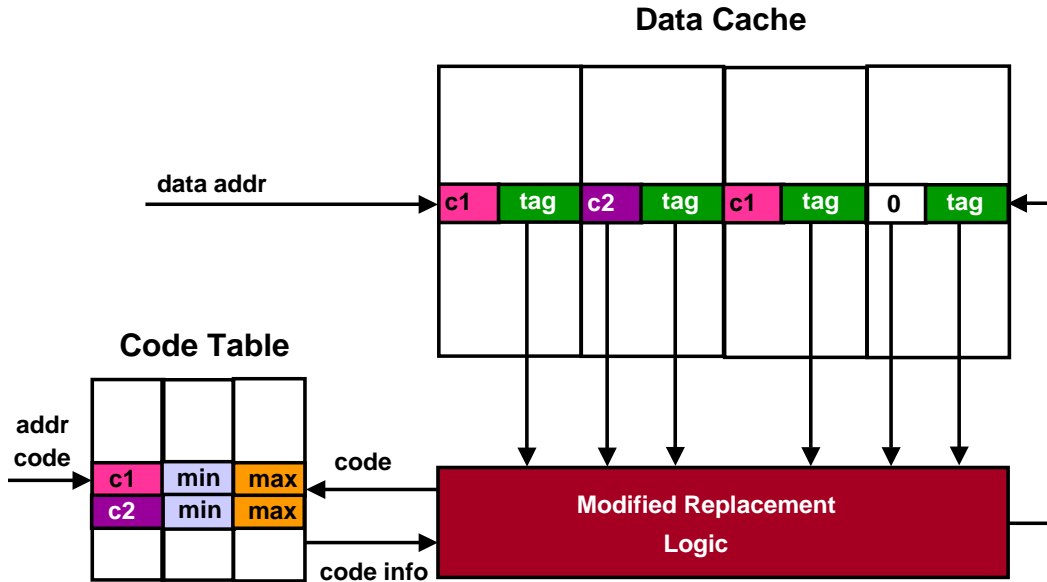 Data Cache
data addr
c1 tag c2 tag c1 tag 0 tag
Code Table
addr
code
c1 min max
c2 min max
code
code info
Modified Replacement
Logic